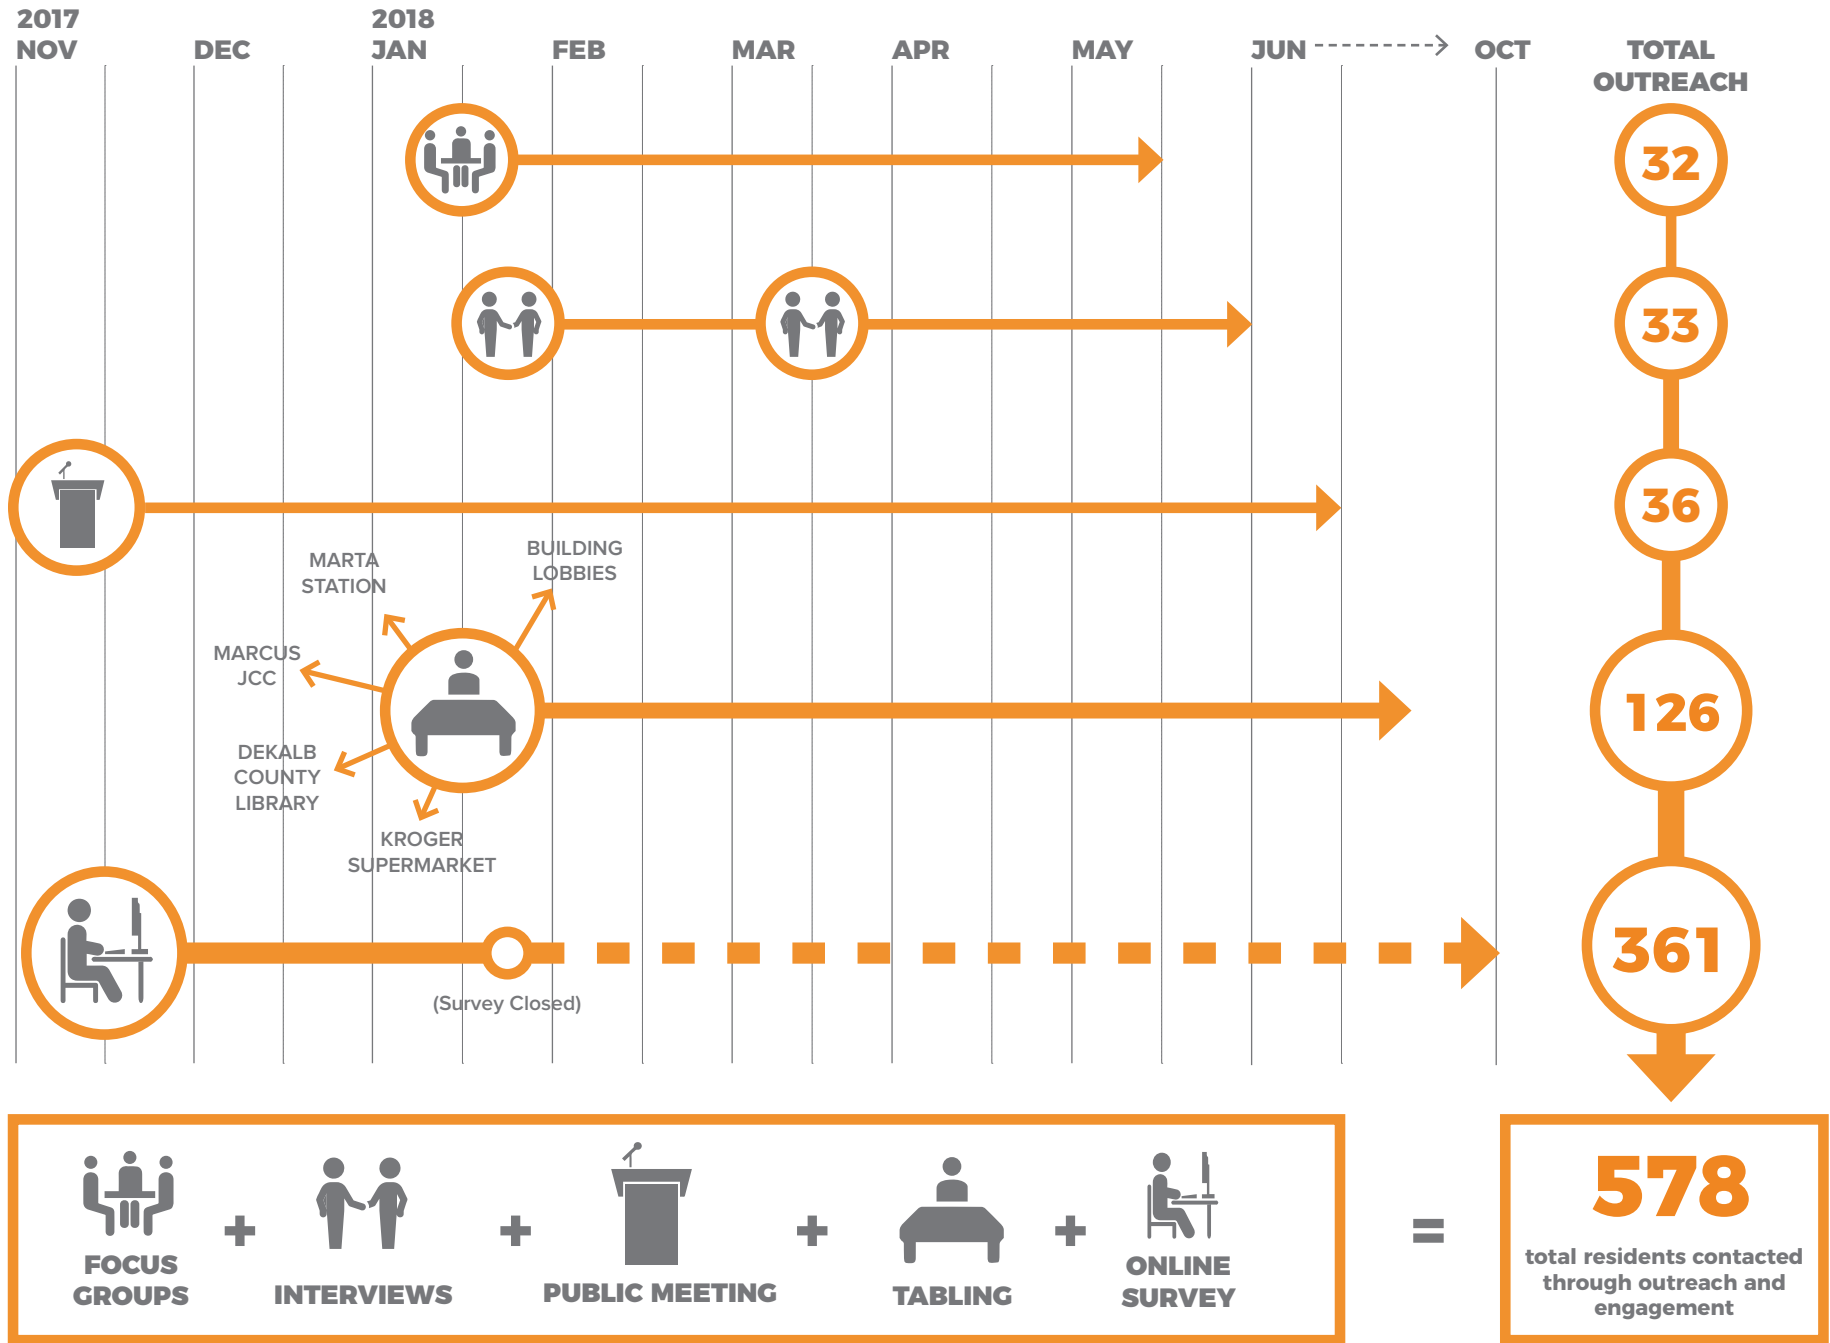 2017
NOV
DEC
2018
JAN
FEB
MAR
APR
MAY
JUN
OCT
TOTAL
OUTREACH
32
33
36
MARTA
STATION
BUILDING
LOBBIES
MARCUS
JCC
DEKALB
COUNTY
LIBRARY
KROGER
SUPERMARKET
126
(Survey Closed)
361
FOCUS
GROUPS
+
INTERVIEWS
+
PUBLIC MEETING
+
TABLING
+
ONLINE
SURVEY
=
578
total residents contacted
through outreach and
engagement